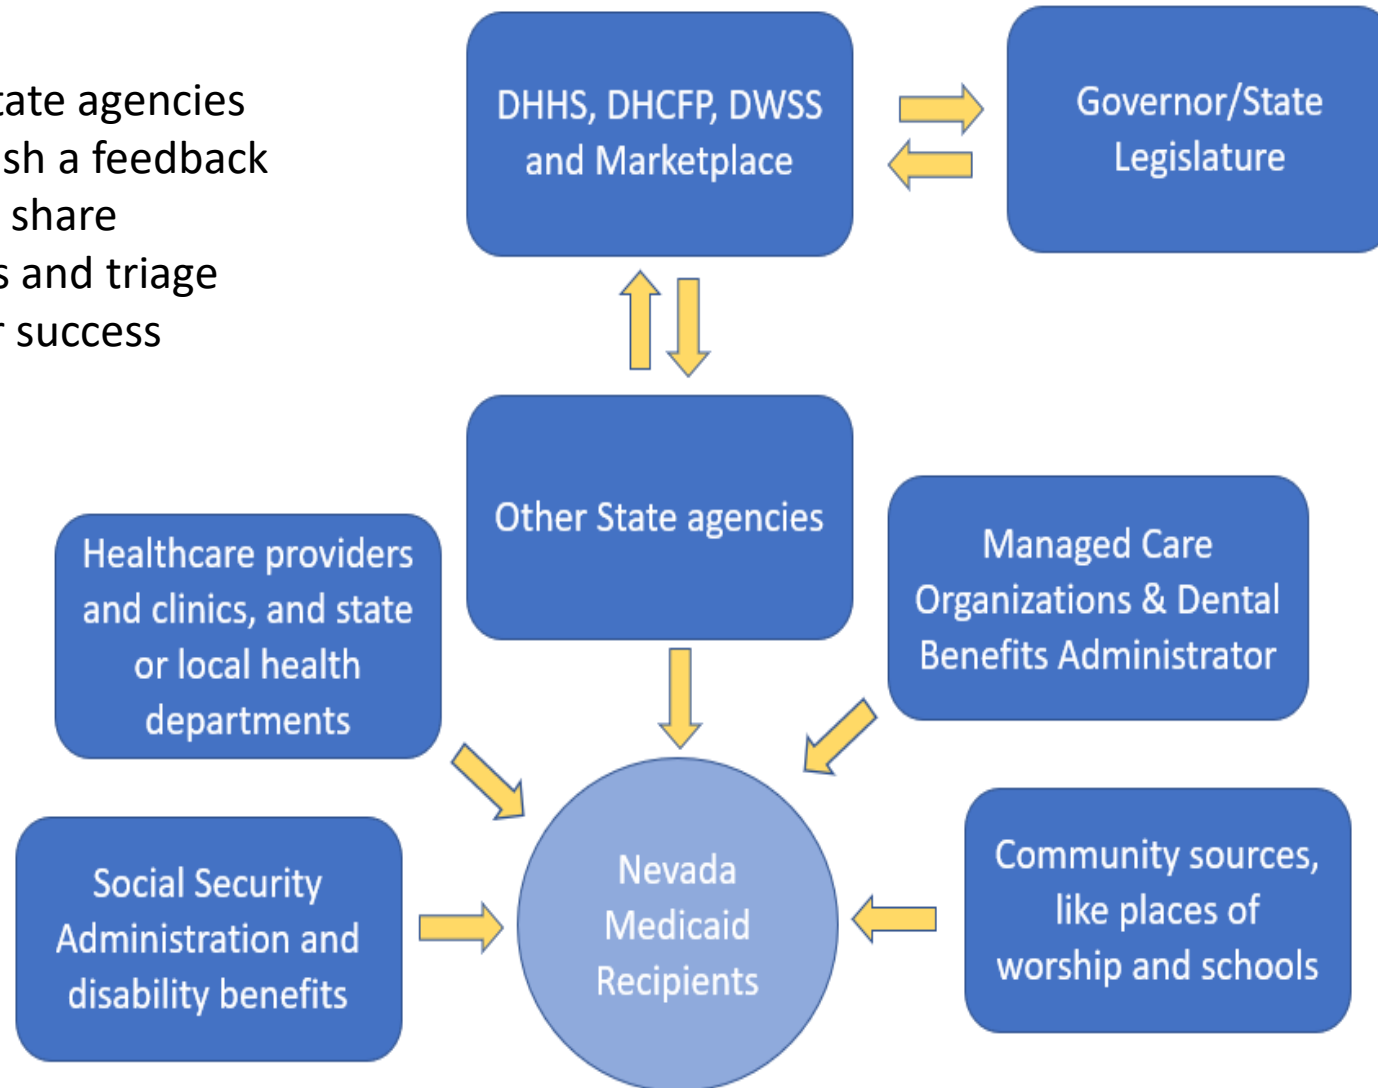 tate agencies
sh a feedback
share
s and triage
r success
DHHS, DHCFP, DWSS
and Marketplace
Governor/State
Legislature
Other State agencies
Healthcare providers
and clinics, and state
or local health
departments
Managed Care
Organizations & Dental
Benefits Administrator
Social Security
Administration and
disability benefits
Nevada
Medicaid
Recipients
Community sources,
like places of
worship and schools